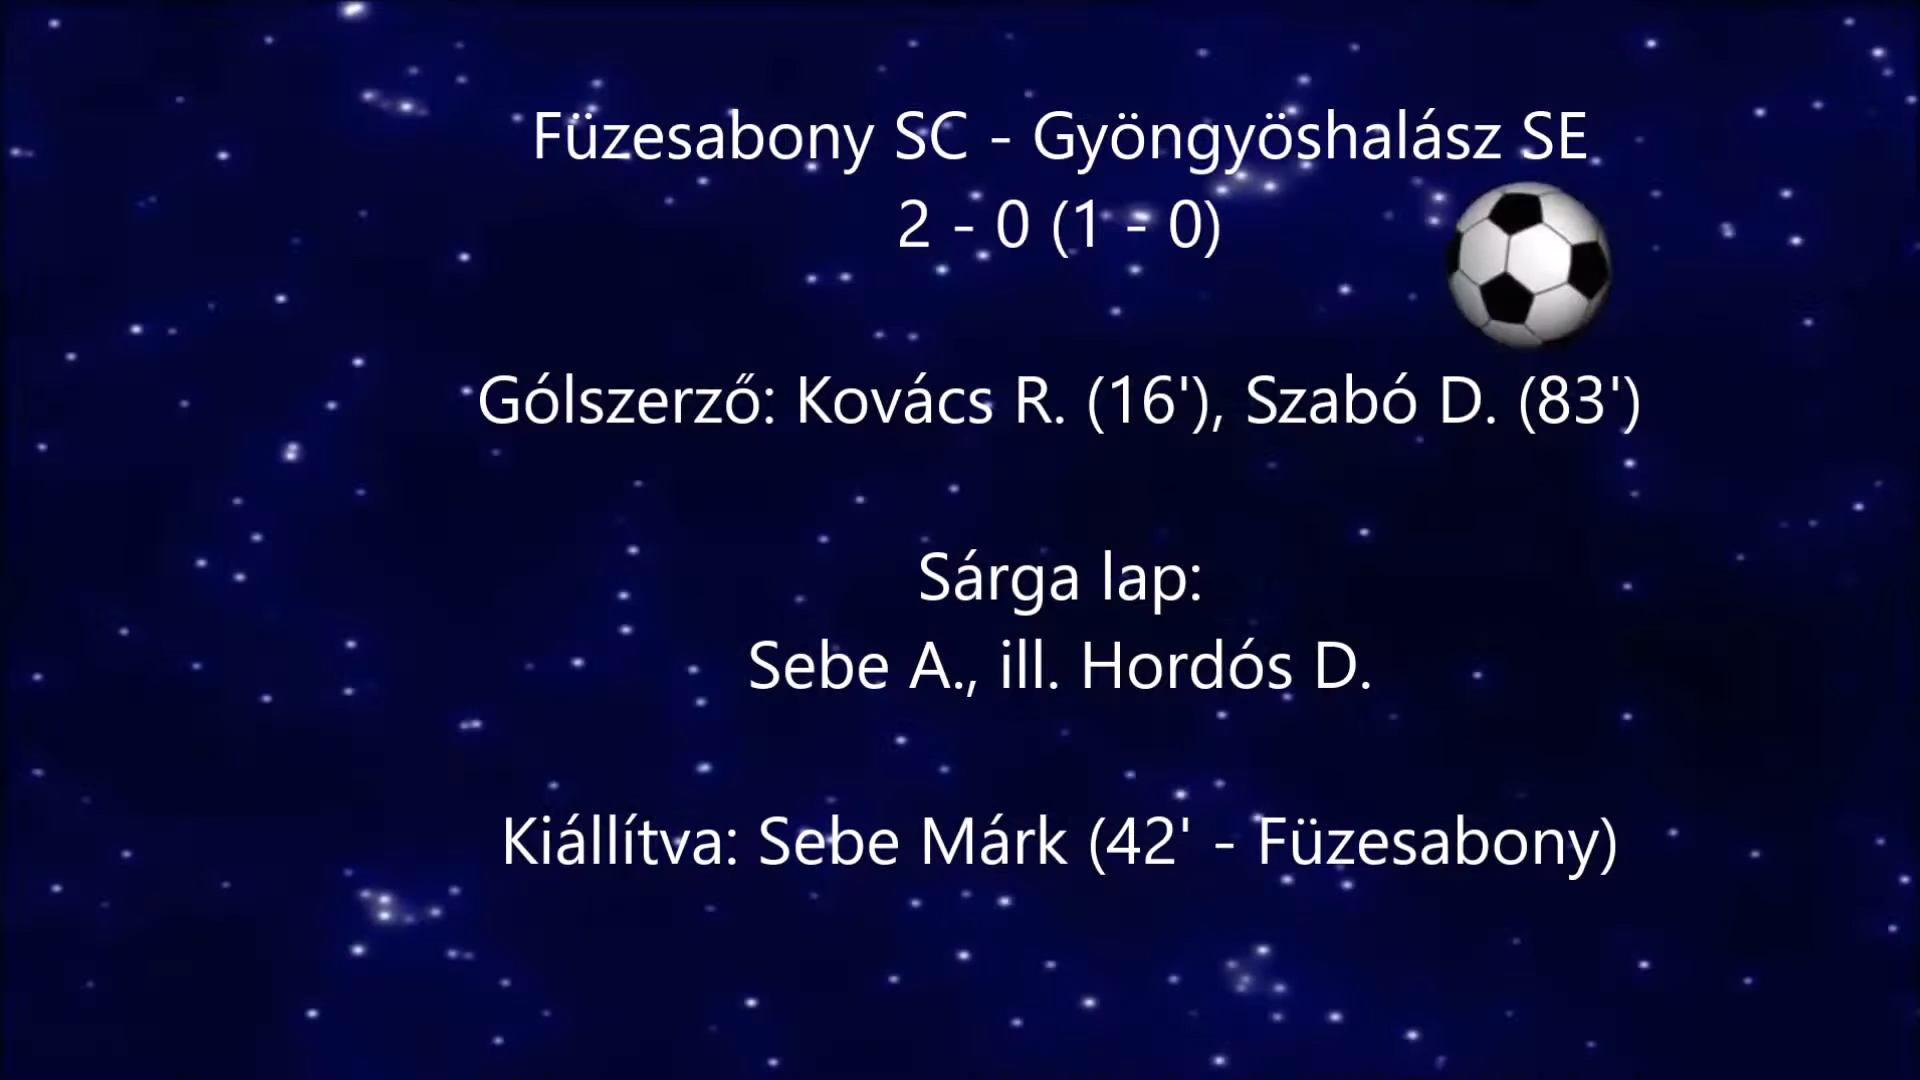 Füzesabony SC - Gyöngyöshalász SE
2 - 0 (1 - 0)
Gólszerző: Kovács R. (16'), Szabó D. (83')
Sárga lap:
Sebe A., ill. Hordós D.
Kiállítva: Sebe Márk (42' - Füzesabony)